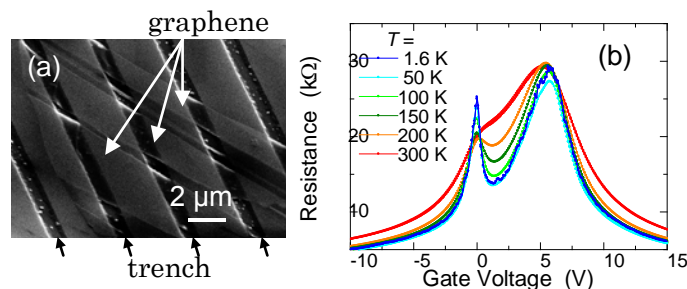 graphene
(a)
2 µm
trench
(b)
T =
1.6 K
50 K
100 K
150 K
200 K
300 K
30
20
10
Resistance (kΩ)
-10 -5 0 5 10 15
Gate Voltage (V)